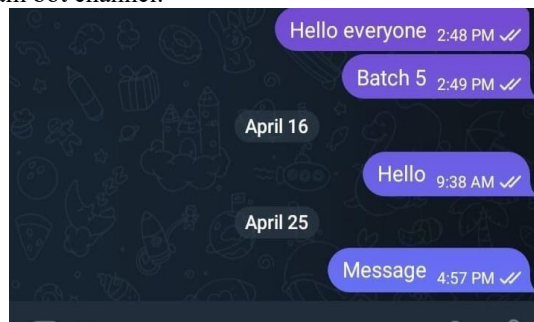 Hello everyone 2:48 PM
Batch 5 2:49 PM
April 16
Hello 9:38 AM
April 25
Message 4:57 PM